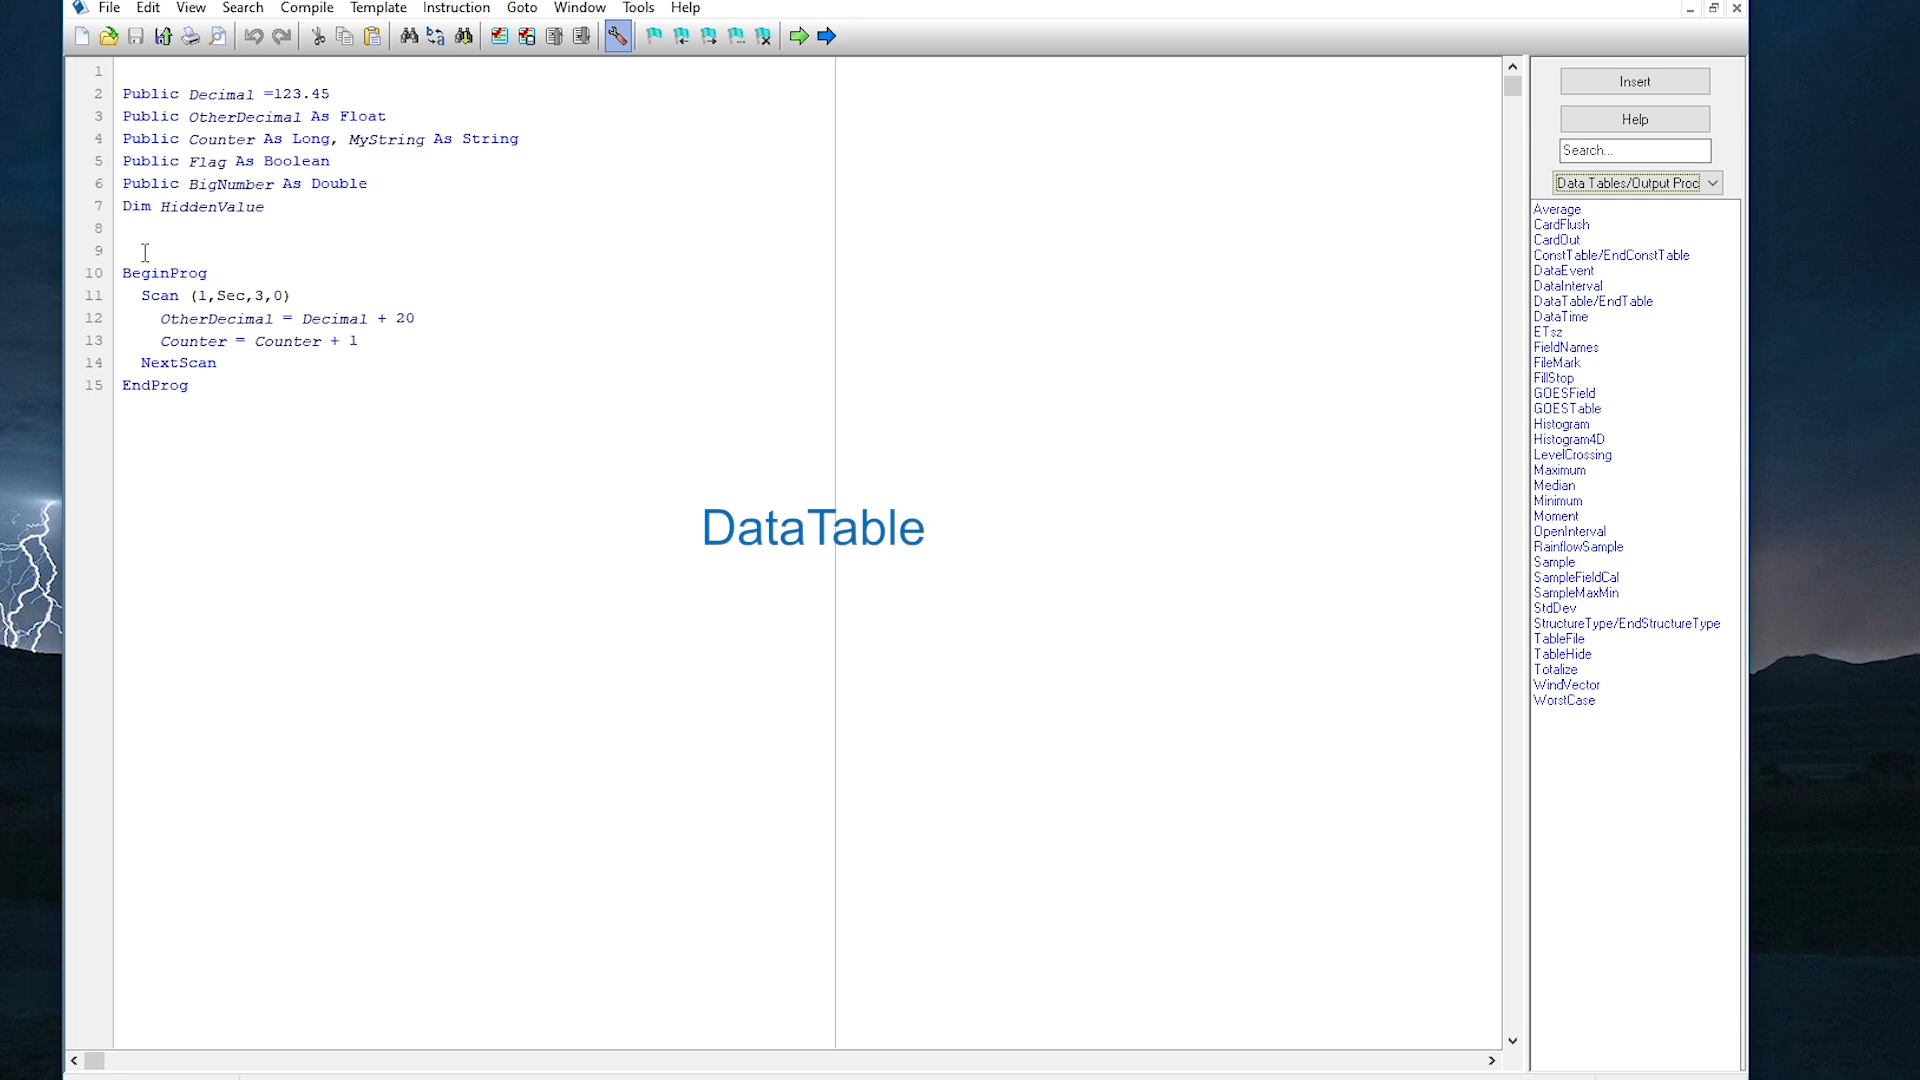 File Edit View Search Compile Template Instruction Goto Window Tools Help
1
2 Public Decimal =123.45
3 Public OtherDecimal As Float
4 Public Counter As Long, MyString As String
5 Public Flag As Boolean
6 Public BigNumber As Double
7 Dim HiddenValue
8
9
10 BeginProg
11 Scan (1,Sec,3,0)
12 OtherDecimal = Decimal + 20
13 Counter = Counter + 1
14 NextScan
15 EndProg
DataTable
Insert
Help
Search...
Data Tables/Output Proc
Average
CardFlush
CardOut
ConstTable/EndConstTable
DataEvent
DataInterval
DataTable/EndTable
DataTime
ETsz
FieldNames
FileMark
FillStop
GOESField
GOESTable
Histogram
Histogram4D
LevelCrossing
Maximum
Median
Minimum
Moment
OpenInterval
RainflowSample
Sample
SampleFieldCal
SampleMaxMin
StdDev
StructureType/EndStructureType
TableFile
TableHide
Totalize
WindVector
WorstCase